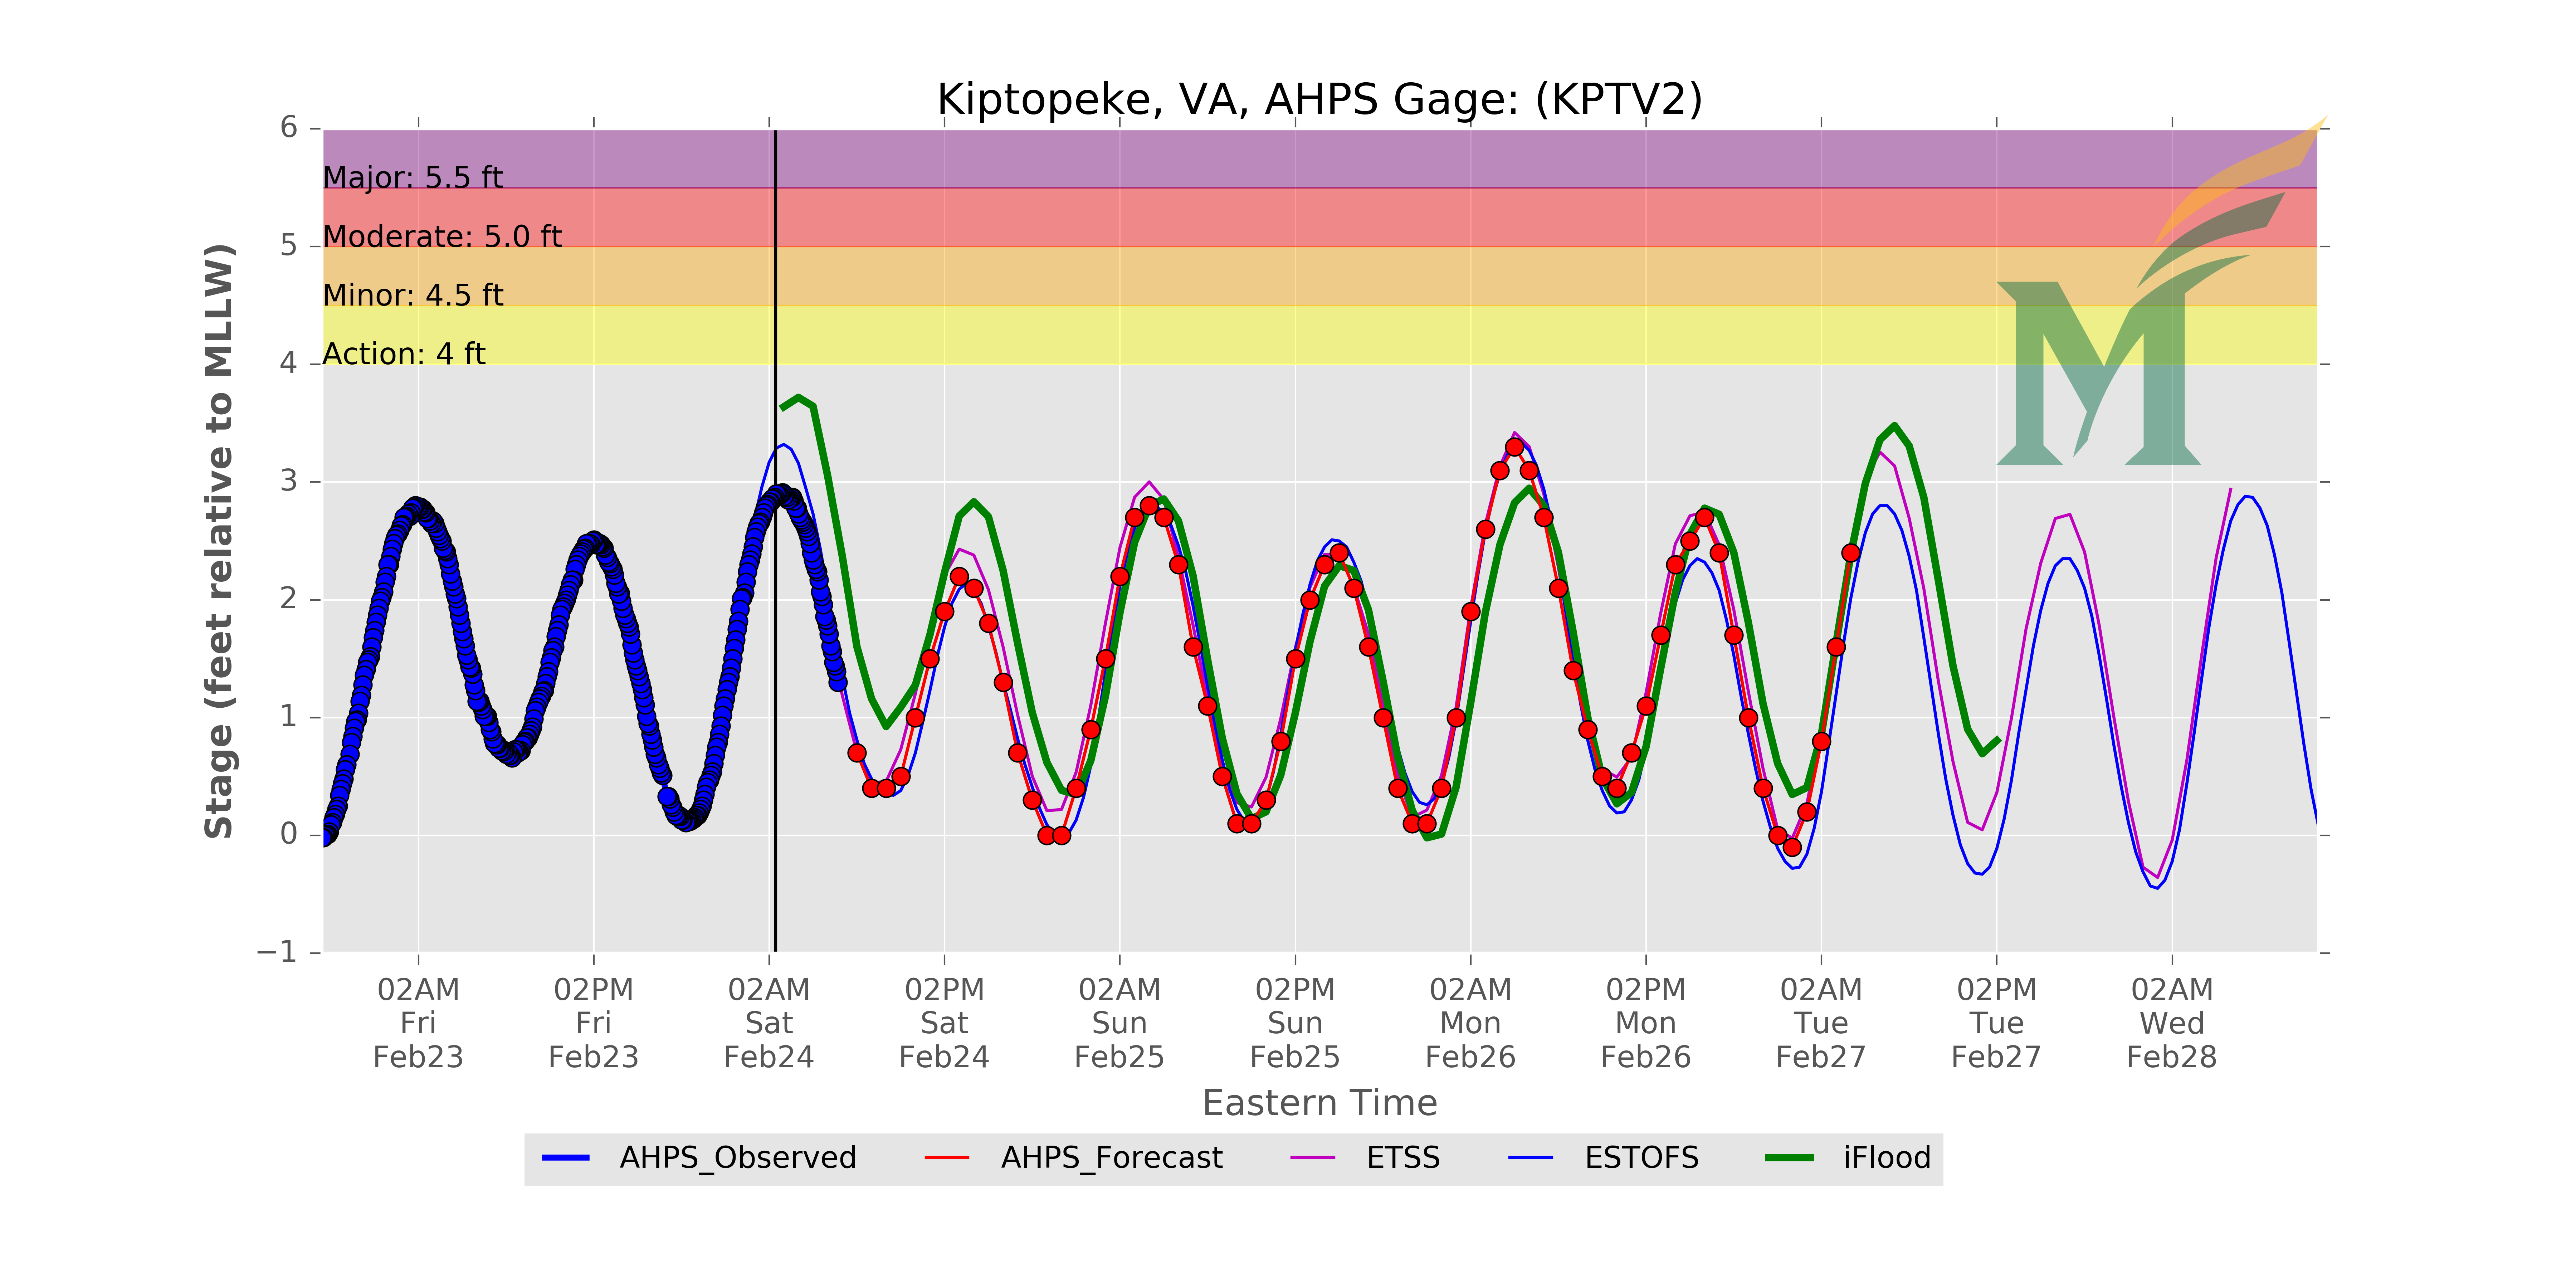 Kiptopeke, VA, AHPS Gage: (KPTV2)
Stage (feet relative to MLLW)
6
5
4
3
2
1
0
−1
Major: 5.5 ft
Moderate: 5.0 ft
Minor: 4.5 ft
Action: 4 ft
M
02AM 02PM 02AM 02PM 02AM 02PM 02AM 02PM 02AM 02PM 02AM
Fri Fri Sat Sat Sun Sun Mon Mon Tue Tue Wed
Feb23 Feb23 Feb24 Feb24 Feb25 Feb25 Feb26 Feb26 Feb27 Feb27 Feb28
Eastern Time
AHPS_Observed AHPS_Forecast ETSS ESTOFS iFlood